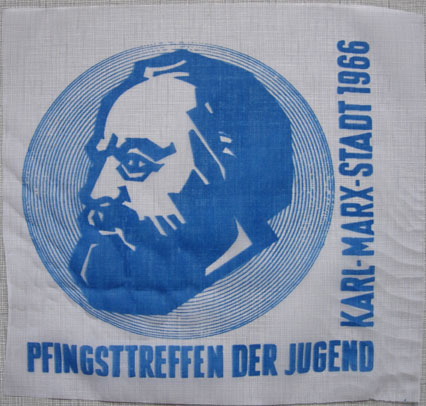 PFINGSTTREFFEN DER JUGEND
KARL-MARX-STADT 1966